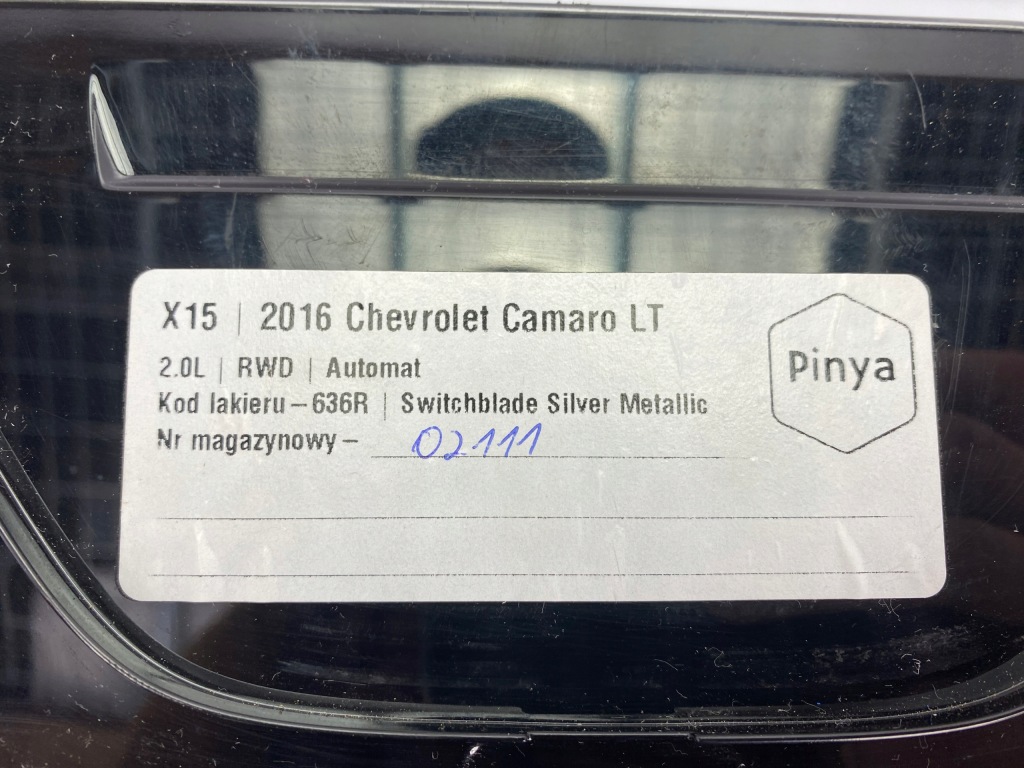 X15 | 2016 Chevrolet Camaro LT
Pinya
2.0L | RWD | Automat
Kod lakieru – 636R | Switchblade Silver Metallic
Nr magazynowy – 02111